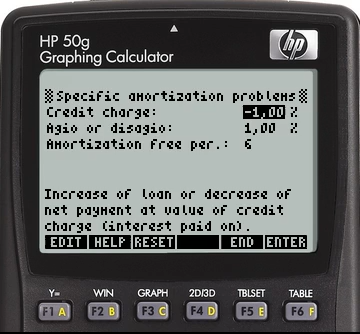 HP 50g
Graphing Calculator
hp
Specific amortization problems
Credit charge: -1,00 %
Agio or disagio: 1,00 %
Amortization free per.: 6
Increase of loan or decrease of
net payment at value of credit
charge (interest paid on).
EDIT HELP RESET END ENTER
Y= WIN GRAPH 2D/3D TBLSET TABLE
F1 A F2 B F3 C F4 D F5 E F6 F